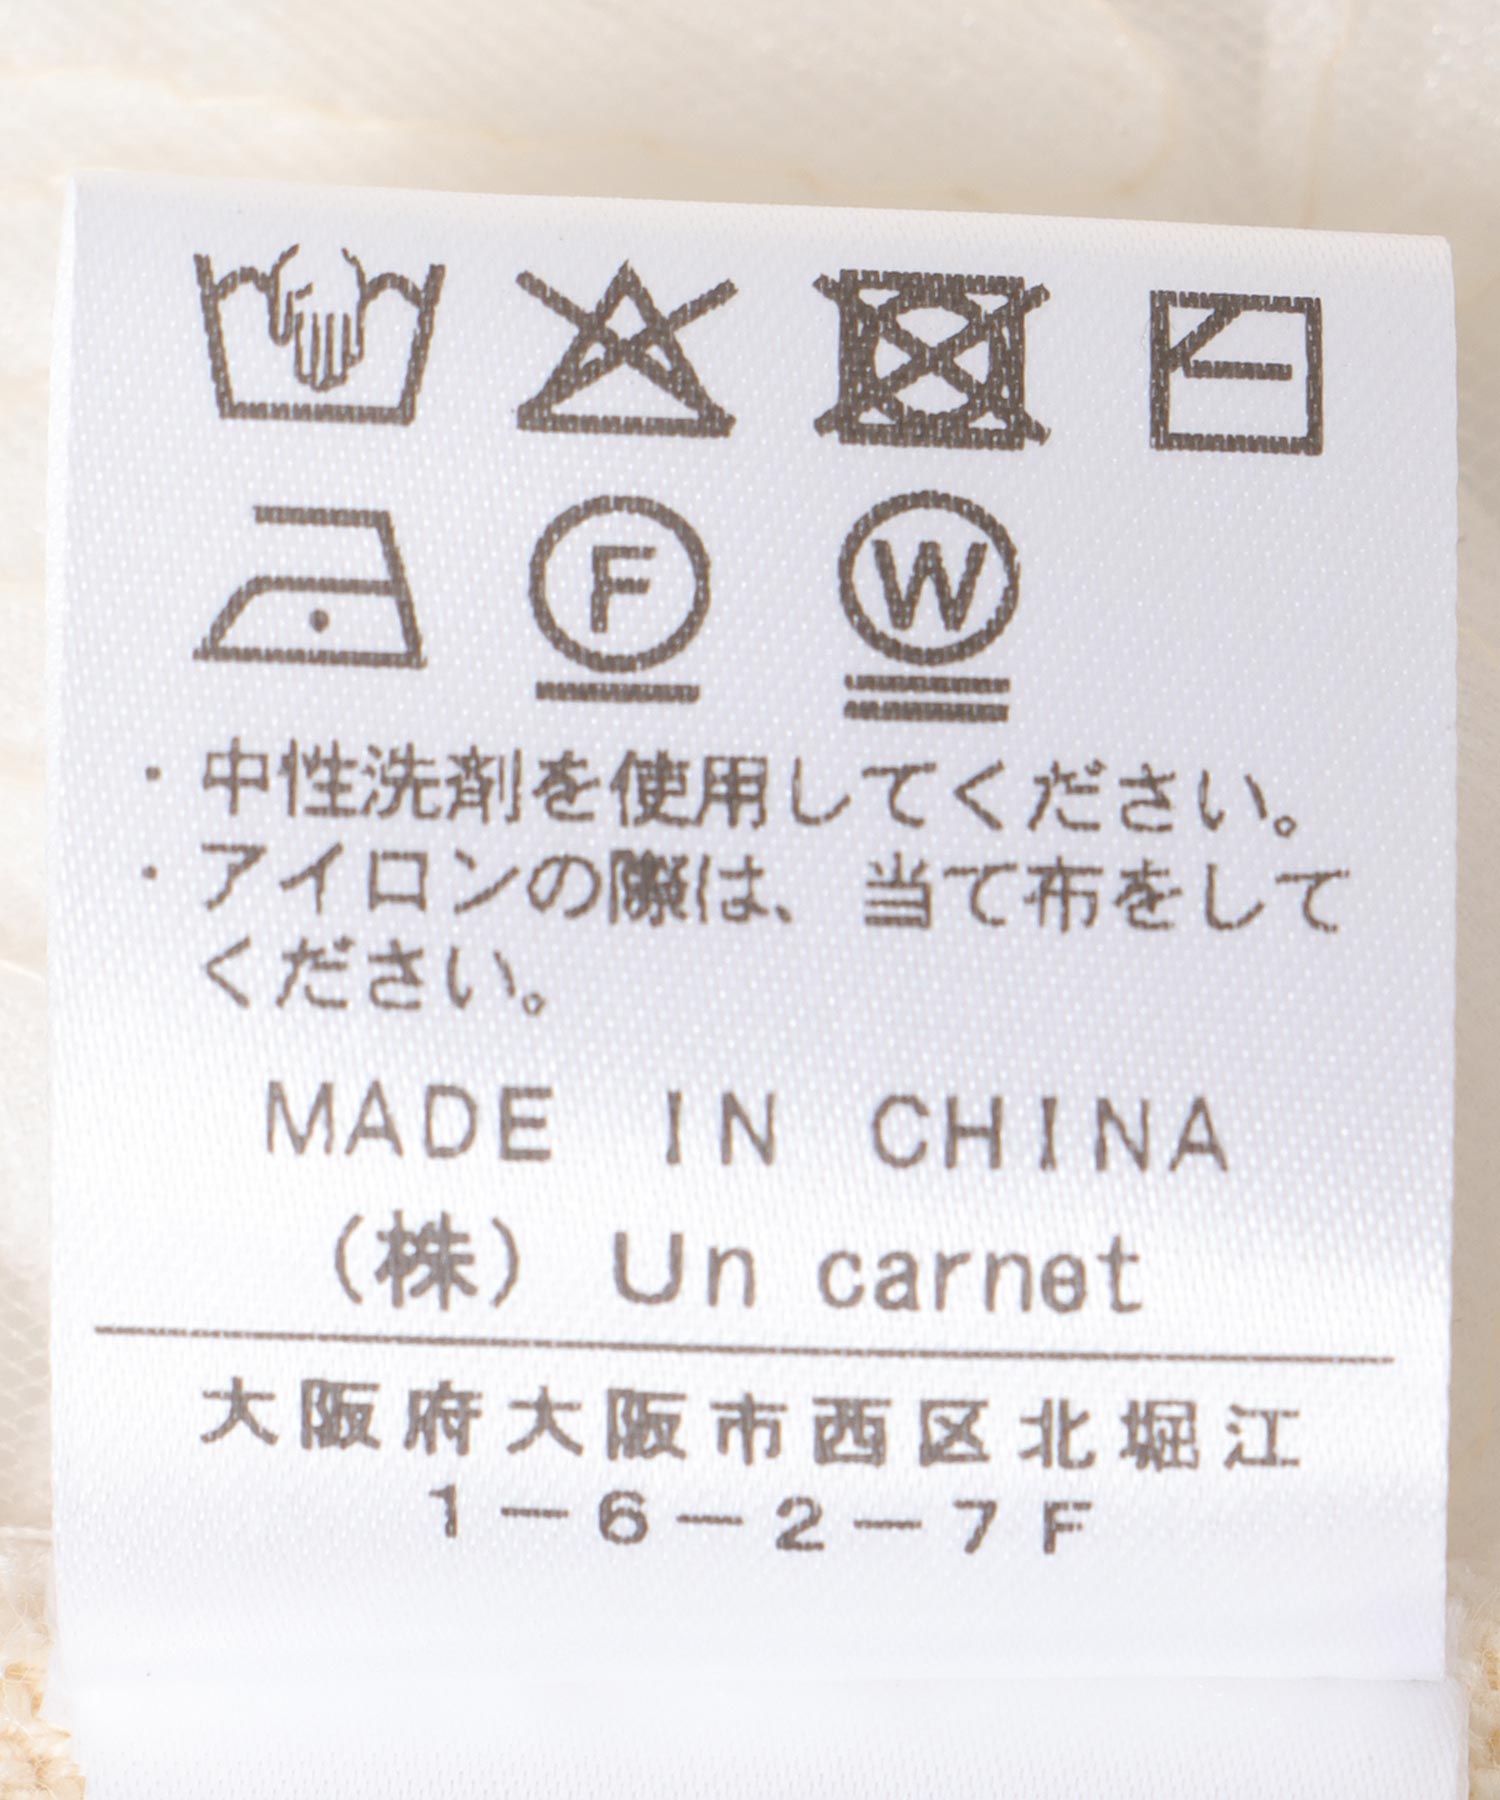 F W
・中性洗剤を使用してください。
・アイロンの際は、当て布をして
ください。
MADE IN CHINA
（株）Un carnet
大阪府大阪市西区北堀江
1－6－2－7F